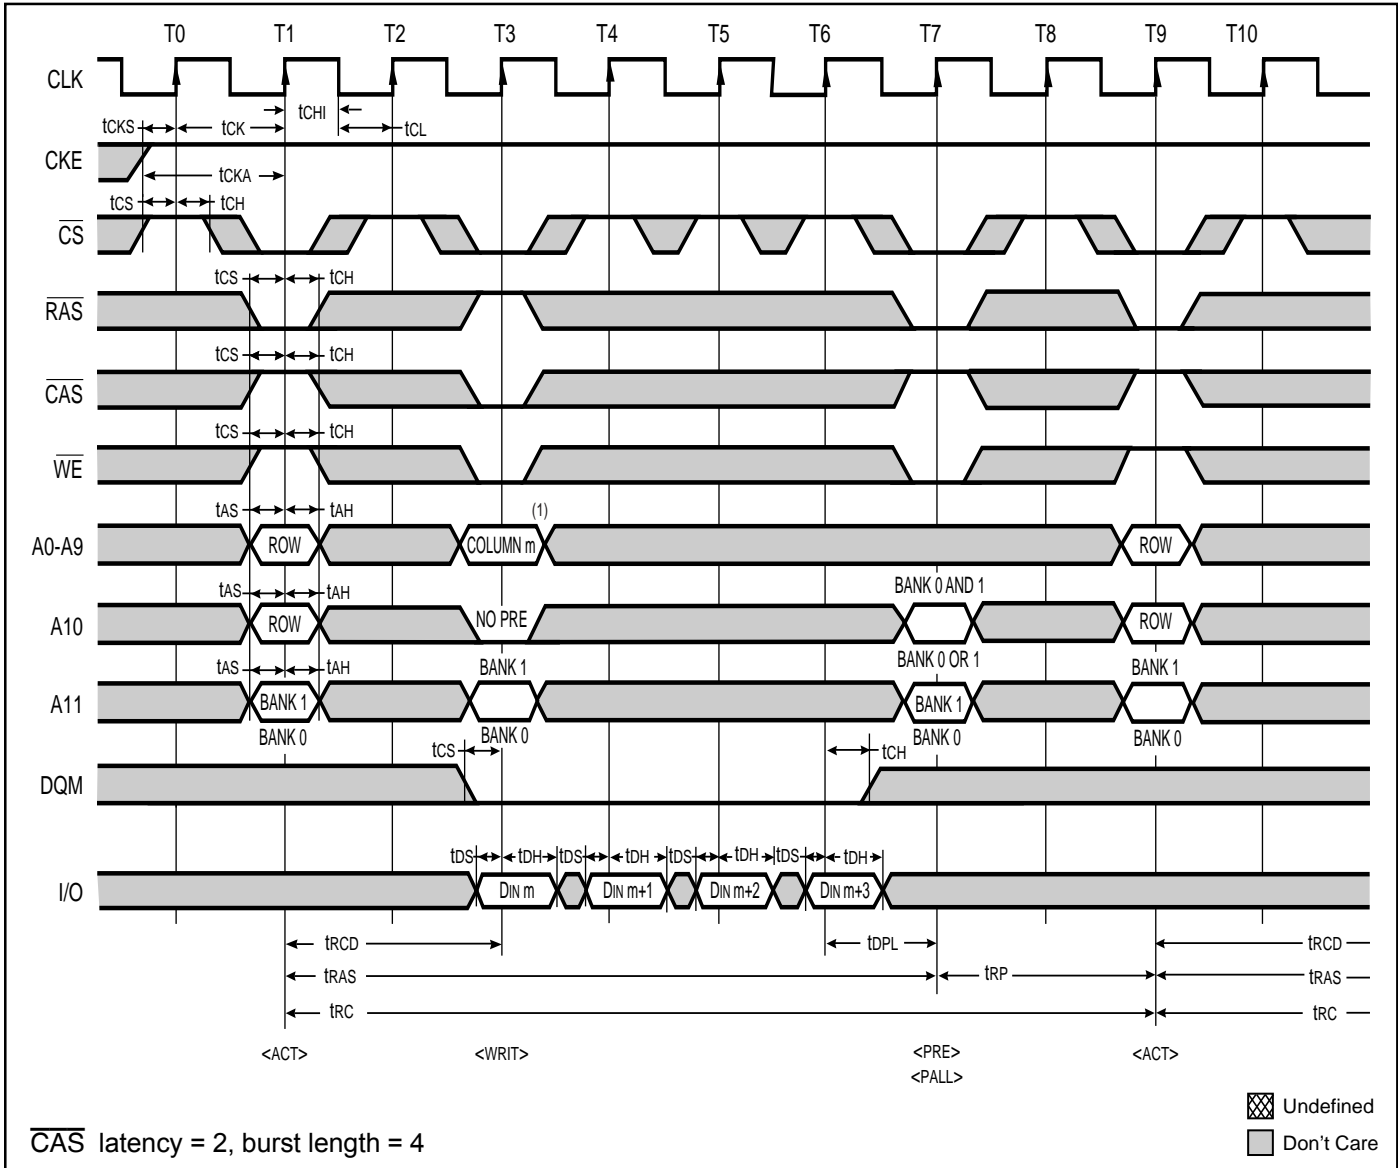 T0 T1 T2 T3 T4 T5 T6 T7 T8 T9 T10
CLK
tCHI
tCKS tCK tCL
CKE
tCKA
tCS tCH
CS
tCS tCH
RAS
tCS tCH
CAS
tCS tCH
WE
tAS tAH (1)
A0-A9 ROW COLUMN m ROW
BANK 0 AND 1
tAS tAH
A10 ROW NO PRE ROW
BANK 0 OR 1
tAS tAH BANK 1 BANK 1
A11 BANK 1 BANK 1
BANK 0 BANK 0 BANK 0 BANK 0
tCS tCH
DQM
tDS tDH tDS tDH tDS tDH tDS tDH
I/O DIN m DIN m+1 DIN m+2 DIN m+3
tRCD tDPL tRCD
tRAS tRP tRAS
tRC tRC
<ACT> <WRIT> <PRE> <ACT>
<PALL>
Undefined
CAS latency = 2, burst length = 4
Don't Care